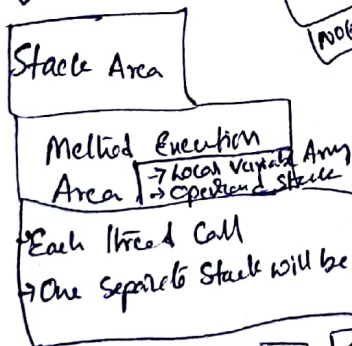 Stack Area
Method Execution
Area
→ Local Variable Array
→ Operand Stack
→ Each thread Call
→ One Separate Stack will be